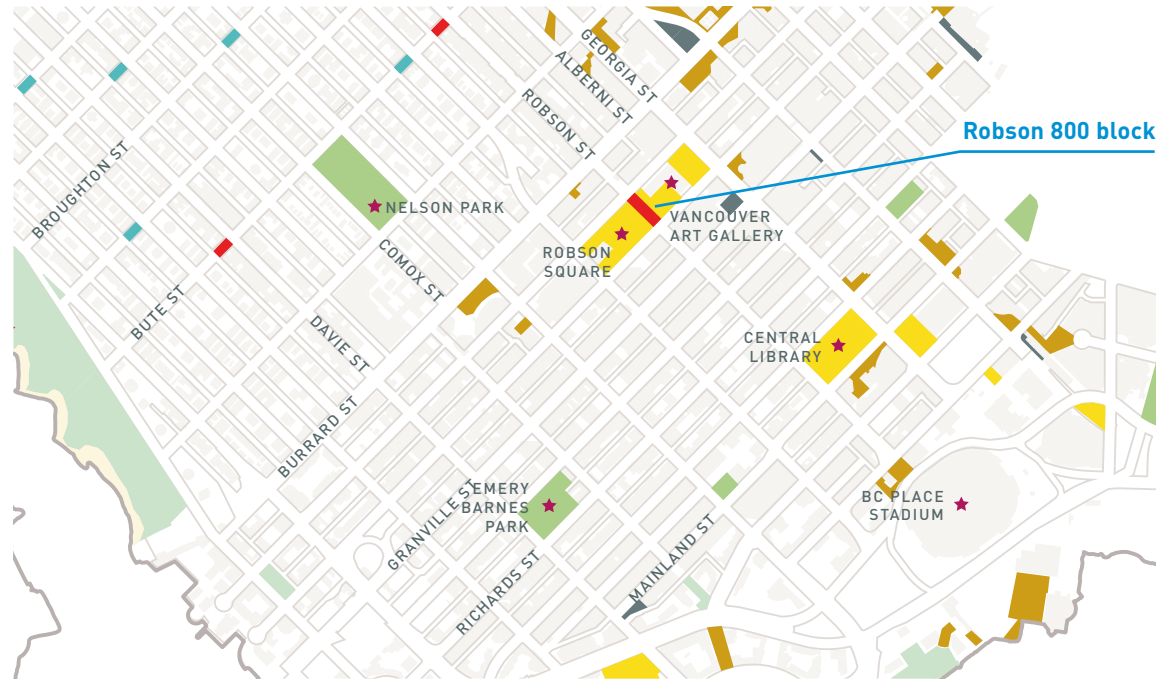 GEORGIA ST
ALBERNI ST
ROBSON ST
Robson 800 block
BROUGHTON ST
NELSON PARK
VANCOUVER
ART GALLERY
ROBSON
SQUARE
COMOX ST
BUTE ST
DAVIE ST
CENTRAL
LIBRARY
BURRARD ST
GRANVILLE ST
EMERY
BARNES
PARK
BC PLACE
STADIUM
MAINLAND ST
RICHARDS ST